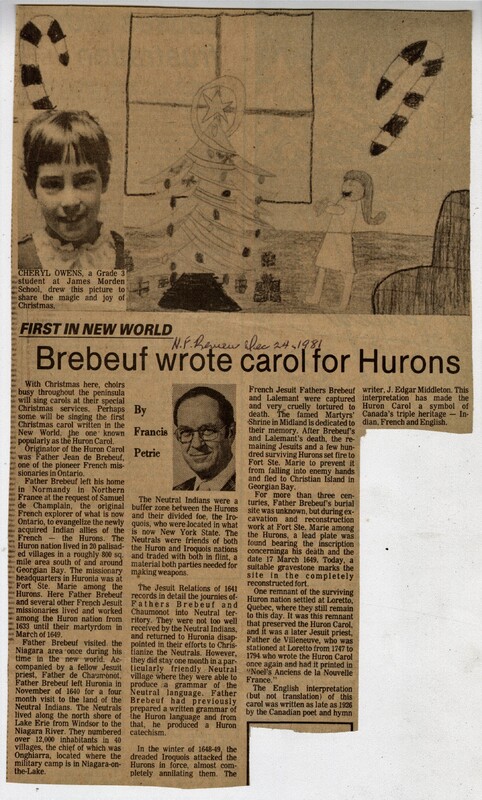 CHERYL OWENS, a Grade 3
student at James Morden
School, drew this picture to
share the magic and joy of
Christmas.
N.F. Review Dec 24, 1981
FIRST IN NEW WORLD
Brebeuf wrote carol for Hurons
With Christmas here, choirs
busy throughout the peninsula
will sing carols at their special
Christmas services. Perhaps
some will be singing the first
Christmas carol written in the
New World, the one known
popularly as the Huron Carol.
Originator of the Huron Carol
was Father Jean de Brebeuf,
one of the pioneer French mis-
sionaries in Ontario.
Father Brebeuf left his home
in Normandy in Northern
France at the request of Samuel
de Champlain, the original
French explorer of what is now
Ontario, to evangelize the newly
acquired Indian allies of the
French — the Hurons. The
Huron nation lived in 20 palisad-
ed villages in a roughly 800 sq.
mile area south of and around
Georgian Bay. The missionary
headquarters in Huronia was at
Fort Ste. Marie among the
Hurons. Here Father Brebeuf
and several other French Jesuit
missionaries lived and worked
among the Huron nation from
1633 until their martyrdom in
March of 1649.
Father Brebeuf visited the
Niagara area once during his
time in the new world. Ac-
companied by a fellow Jesuit
priest, Father de Chaumonot,
Father Brebeuf left Huronia in
November of 1640 for a four
month visit to the land of the
Neutral Indians. The Neutrals
lived along the north shore of
Lake Erie from Windsor to the
Niagara River. They numbered
over 12,000 inhabitants in 40
villages, the chief of which was
Onghiarra, located where the
military camp is in Niagara-on-
the-Lake.
By
Francis
Petrie
The Neutral Indians were a
buffer zone between the Hurons
and their divided foe, the Iro-
quois, who were located in what
is now New York State. The
Neutrals were friends of both
the Huron and Iroquois nations
and traded with both in flint, a
material both parties needed for
making weapons.
The Jesuit Relations of 1641
records in detail the journey of
Fathers Brebeuf and
Chaumonot into Neutral ter-
ritory. They were not too well
received by the Neutral Indians,
and returned to Huronia disap-
pointed in their efforts to Chris-
tianize the Neutrals. However,
they did stay one month in a par-
ticularly friendly Neutral
village where they were able to
produce a grammar of the
Neutral language. Father
Brebeuf had previously
prepared a written grammar of
the Huron language and from
that, he produced a Huron
catechism.
In the winter of 1648-49, the
dreaded Iroquois attacked the
Hurons in force, almost com-
pletely annilating them. The
French Jesuit Fathers Brebeuf
and Lalemant were captured
and very cruelly tortured to
death. The famed Martyrs'
Shrine in Midland is dedicated to
their memory. After Brebeuf's
and Lalemant's death, the re-
maining Jesuits and a few hun-
dred surviving Hurons set fire to
Fort Ste. Marie to prevent it
from falling into enemy hands
and fled to Christian Island in
Georgian Bay.
For more than three cen-
turies, Father Brebeuf's burial
site was unknown, but during ex-
cavation and reconstruction
work at Fort Ste. Marie among
the Hurons, a lead plate was
found bearing the inscription
concerninga his death and the
date 17 March 1649. Today, a
suitable gravestone marks the
site in the completely
reconstructed fort.
One remnant of the surviving
Huron nation settled at Lorette,
Quebec, where they still remain
to this day. It was this remnant
that preserved the Huron Carol,
and it was a later Jesuit priest,
Father de Villeneuve, who was
stationed at Loretto from 1747 to
1794 who wrote the Huron Carol
once again and had it printed in
"Noel's Anciens de la Nouvelle
France."
The English interpretation
(but not translation) of this
carol was written as late as 1926
by the Canadian poet and hymn
writer, J. Edgar Middleton. This
interpretation has made the
Huron Carol a symbol of
Canada's triple heritage — In-
dian, French and English.